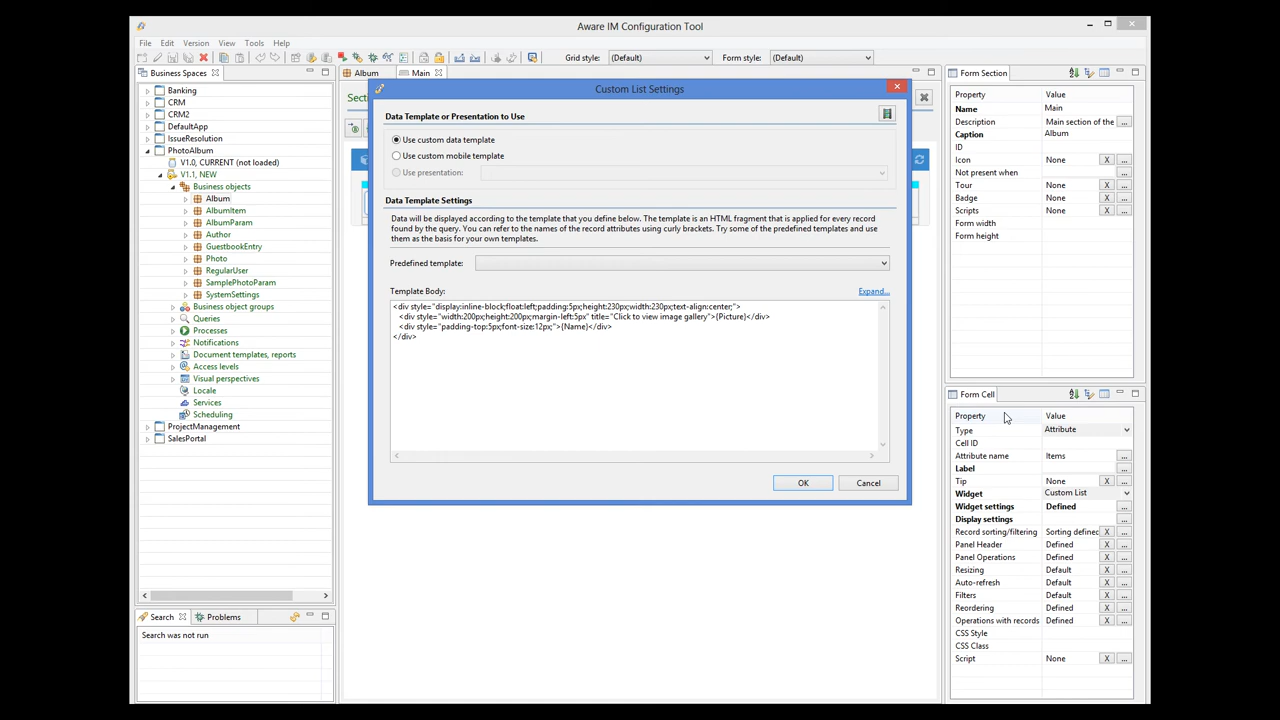 Aware IM Configuration Tool
File Edit Version View Tools Help
Grid style: (Default) Form style: (Default)
Business Spaces
Banking
CRM
CRM2
DefaultApp
IssueResolution
PhotoAlbum
V1.0, CURRENT (not loaded)
V1.1, NEW
Business objects
Album
AlbumItem
AlbumParam
Author
GuestbookEntry
Photo
RegularUser
SamplePhotoParam
SystemSettings
Business object groups
Queries
Processes
Notifications
Document templates, reports
Access levels
Visual perspectives
Locale
Services
Scheduling
ProjectManagement
SalesPortal
Search Problems
Search was not run
Album Main
Custom List Settings
Data Template or Presentation to Use
Use custom data template
Use custom mobile template
Use presentation:
Data Template Settings
Data will be displayed according to the template that you define below. The template is an HTML fragment that is applied for every record
found by the query. You can refer to the names of the record attributes using curly brackets. Try some of the predefined templates and use
them as the basis for your own templates.
Predefined template:
Template Body: Expand...
<div style="display:inline-block;float:left;padding:5px;height:230px;width:230px;text-align:center;">
<div style="width:200px;height:200px;margin-left:5px" title="Click to view image gallery">{Picture}</div>
<div style="padding-top:5px;font-size:12px;">{Name}</div>
</div>
OK Cancel
Form Section
Property Value
Name Main
Description Main section of the ...
Caption Album
ID
Icon None X ...
Not present when ...
Tour None X ...
Badge None X ...
Scripts None X ...
Form width
Form height
Form Cell
Property Value
Type Attribute
Cell ID
Attribute name Items ...
Label ...
Tip None X ...
Widget Custom List
Widget settings Defined ...
Display settings ...
Record sorting/filtering Sorting defined X ...
Panel Header Defined X ...
Panel Operations Defined X ...
Resizing Default X ...
Auto-refresh Default X ...
Filters Default X ...
Reordering Defined X ...
Operations with records Defined X ...
CSS Style
CSS Class
Script None X ...